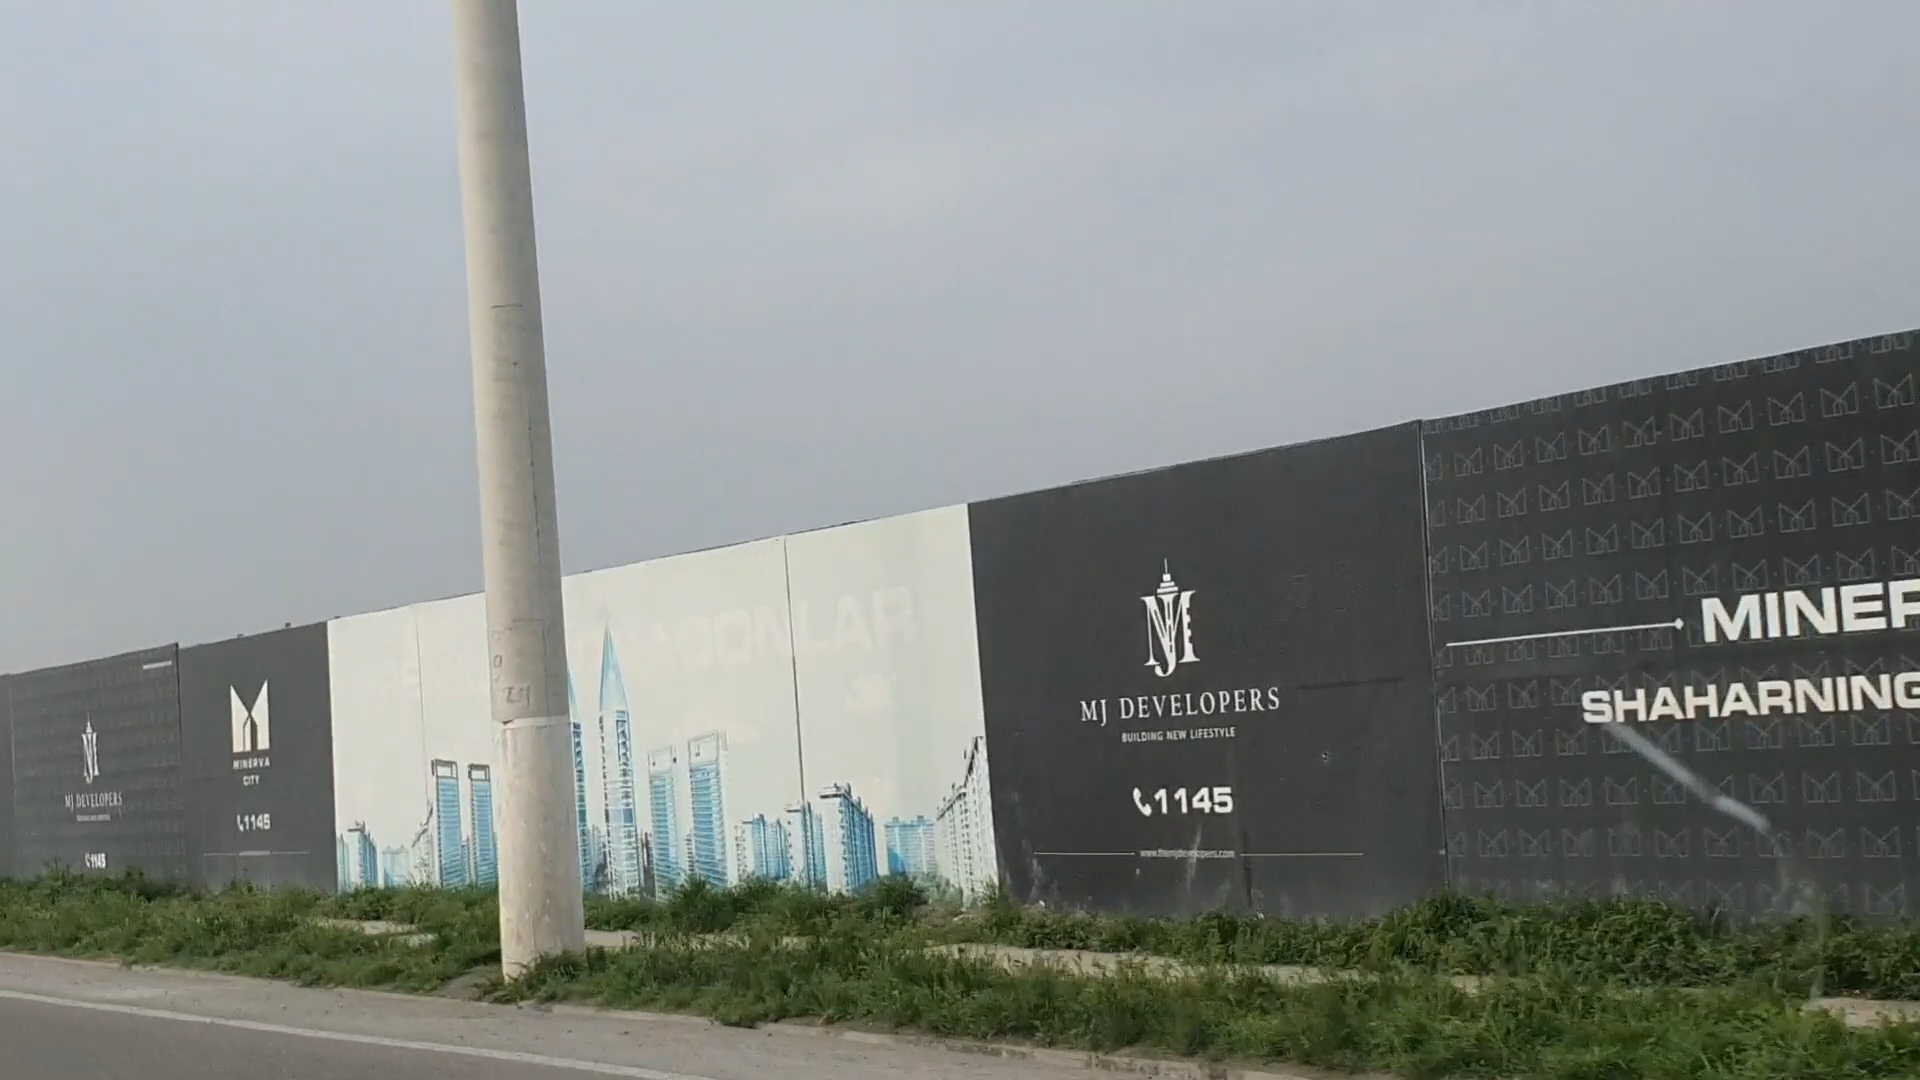 MJ DEVELOPERS
1145
MINERVA
CITY
1145
MJ DEVELOPERS
BUILDING NEW LIFESTYLE
1145
MINER
SHAHARNING